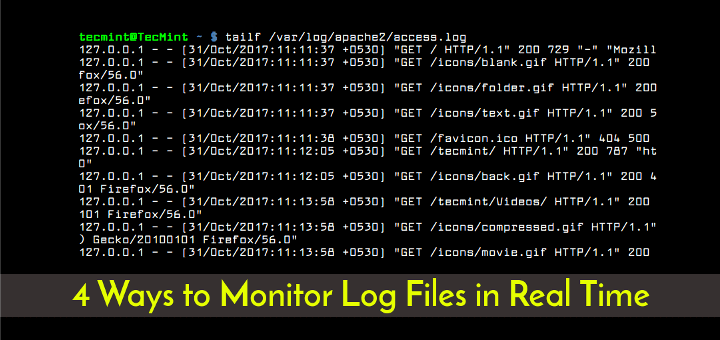 tecmint@TecMint ~ $ tailf /var/log/apache2/access.log
127.0.0.1 - - [31/Oct/2017:11:11:37 +0530] "GET / HTTP/1.1" 200 729 "-" "Mozill
127.0.0.1 - - [31/Oct/2017:11:11:37 +0530] "GET /icons/blank.gif HTTP/1.1" 200
fox/56.0"
127.0.0.1 - - [31/Oct/2017:11:11:37 +0530] "GET /icons/folder.gif HTTP/1.1" 200
efox/56.0"
127.0.0.1 - - [31/Oct/2017:11:11:37 +0530] "GET /icons/text.gif HTTP/1.1" 200 5
ox/56.0"
127.0.0.1 - - [31/Oct/2017:11:11:38 +0530] "GET /favicon.ico HTTP/1.1" 404 500
127.0.0.1 - - [31/Oct/2017:11:12:05 +0530] "GET /tecmint/ HTTP/1.1" 200 787 "ht
0"
127.0.0.1 - - [31/Oct/2017:11:12:05 +0530] "GET /icons/back.gif HTTP/1.1" 200 4
01 Firefox/56.0"
127.0.0.1 - - [31/Oct/2017:11:13:58 +0530] "GET /tecmint/Videos/ HTTP/1.1" 200
101 Firefox/56.0"
127.0.0.1 - - [31/Oct/2017:11:13:58 +0530] "GET /icons/compressed.gif HTTP/1.1"
) Gecko/20100101 Firefox/56.0"
127.0.0.1 - - [31/Oct/2017:11:13:58 +0530] "GET /icons/movie.gif HTTP/1.1" 200
4 Ways to Monitor Log Files in Real Time